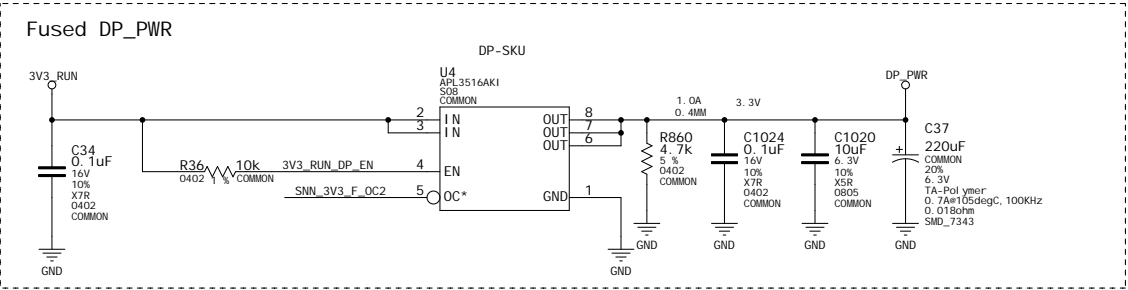 Fused DP_PWR
DP-SKU
3V3_RUN
U4
APL3516AKI
SO8
COMMON
DP_PWR
2 IN
3 IN
OUT 8
OUT 7
OUT 6
1.0A 3.3V
0.4MM
C34
0.1uF
16V
10%
X7R
0402
COMMON
R36 10k
0402 1 % COMMON
3V3_RUN_DP_EN 4 EN
SNN_3V3_F_OC2 5 OC*
GND 1
R860
4.7k
5 %
0402
COMMON
C1024
0.1uF
16V
10%
X7R
0402
COMMON
C1020
10uF
6.3V
10%
X5R
0805
COMMON
C37
+
220uF
COMMON
20%
6.3V
TA-Polymer
0.7A@105degC,100KHz
0.018ohm
SMD_7343
GND
GND
GND
GND
GND
GND